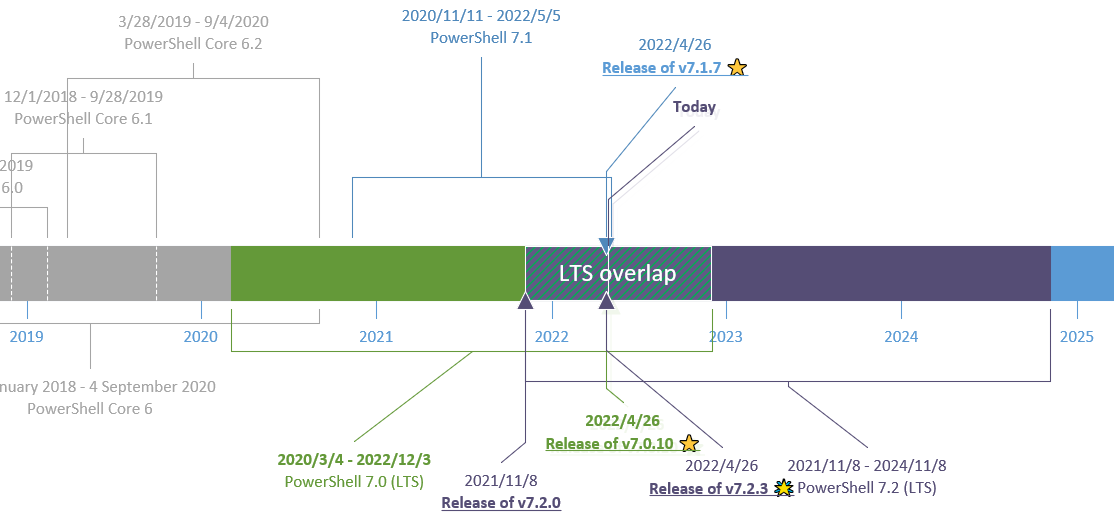 3/28/2019 - 9/4/2020
PowerShell Core 6.2
2020/11/11 - 2022/5/5
PowerShell 7.1
2022/4/26
Release of v7.1.7
12/1/2018 - 9/28/2019
PowerShell Core 6.1
Today
2019
6.0
LTS overlap
2019
2020
2021
2022
2023
2024
2025
nuary 2018 - 4 September 2020
PowerShell Core 6
2022/4/26
Release of v7.0.10
2020/3/4 - 2022/12/3
PowerShell 7.0 (LTS)
2021/11/8
Release of v7.2.0
2022/4/26
Release of v7.2.3
2021/11/8 - 2024/11/8
PowerShell 7.2 (LTS)